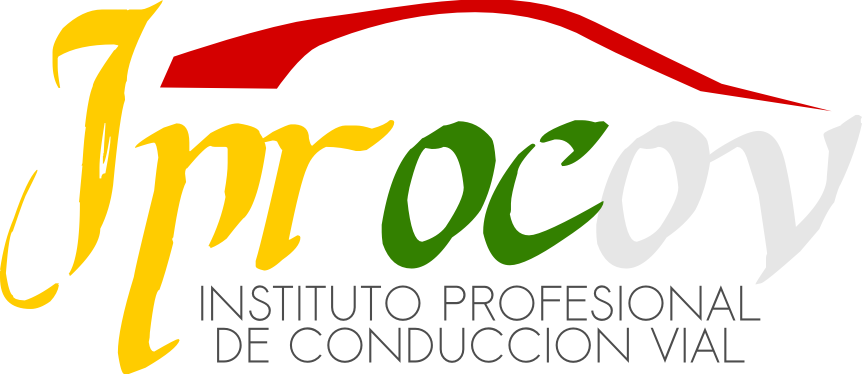 Iprocov
INSTITUTO PROFESIONAL
DE CONDUCCION VIAL